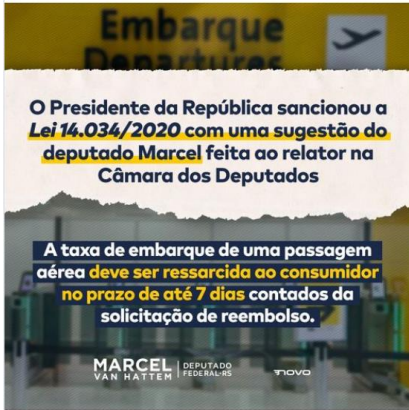 Embarque
Departures
O Presidente da República sancionou a
Lei 14.034/2020 com uma sugestão do
deputado Marcel feita ao relator na
Câmara dos Deputados
A taxa de embarque de uma passagem
aérea deve ser ressarcida ao consumidor
no prazo de até 7 dias contados da
solicitação de reembolso.
MARCEL
VAN HATTEM
DEPUTADO
FEDERAL-RS
NOVO